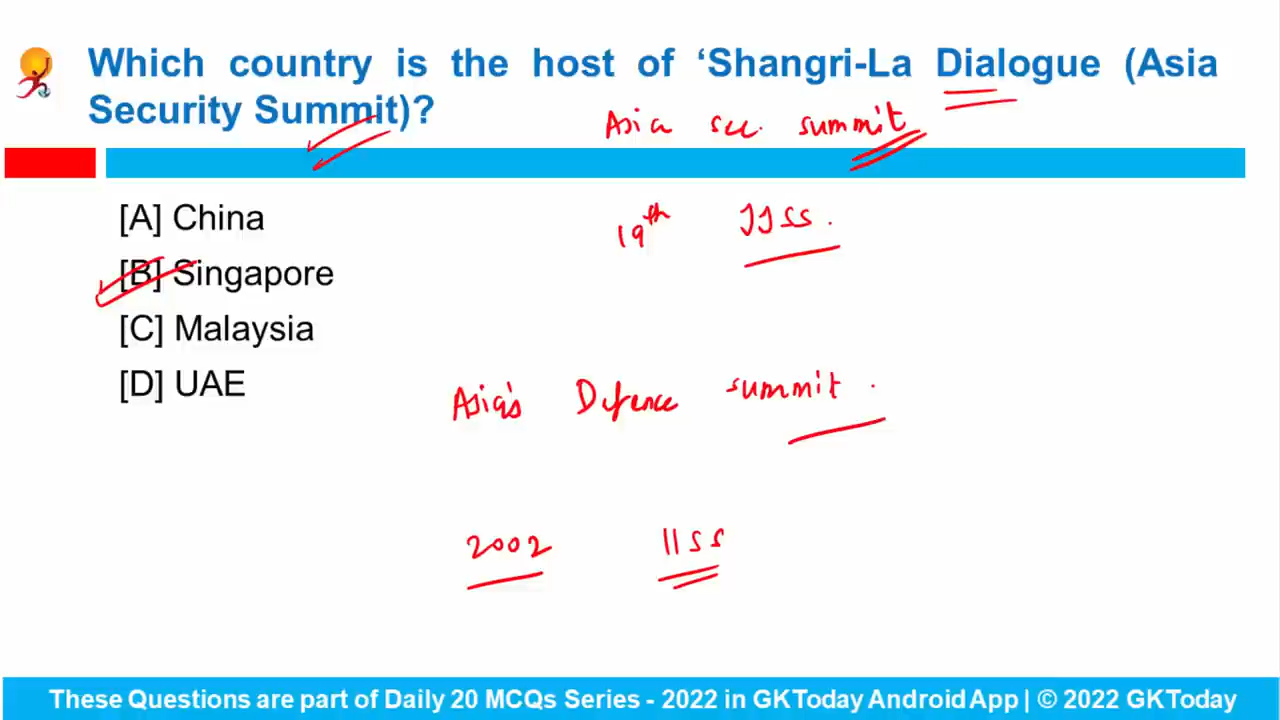 Which country is the host of ‘Shangri-La Dialogue (Asia
Security Summit)?
Asia sec. summit
[A] China
19th IISS.
[B] Singapore
[C] Malaysia
[D] UAE
Asia's Defence summit.
2002 IISS
These Questions are part of Daily 20 MCQs Series - 2022 in GKToday Android App | © 2022 GKToday